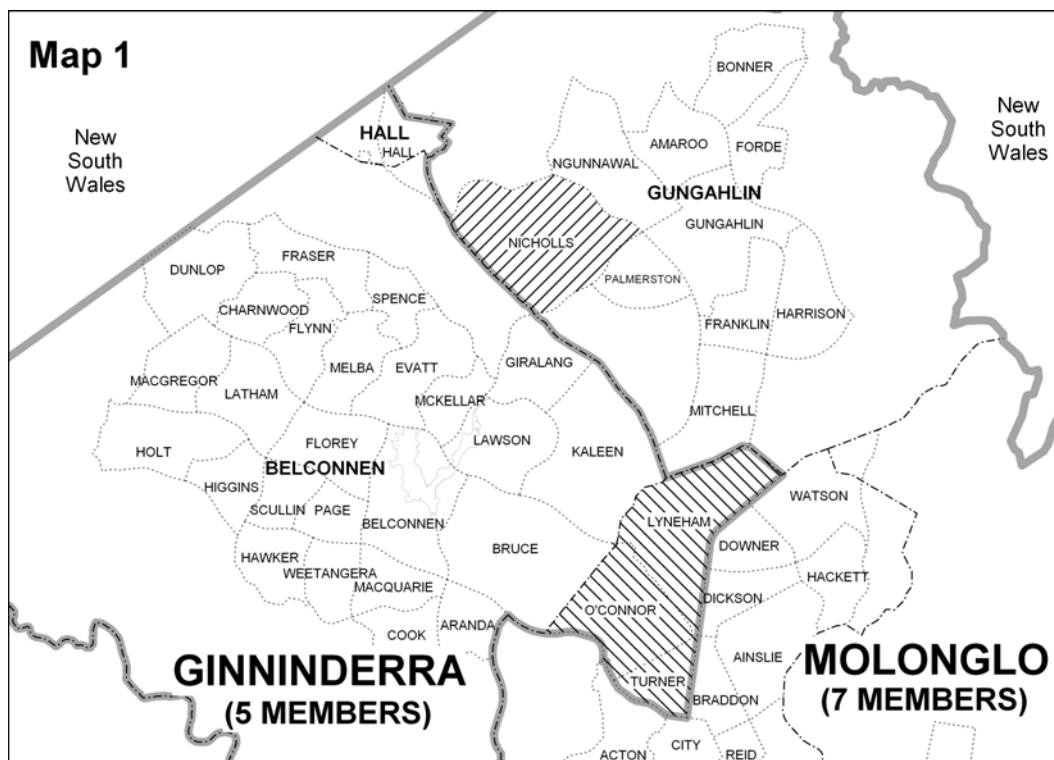 Map 1
New
South
Wales
New
South
Wales
BONNER
HALL
HALL
AMAROO
FORDE
NGUNNAWAL
GUNGAHLIN
GUNGAHLIN
NICHOLLS
PALMERSTON
DUNLOP
FRASER
SPENCE
CHARNWOOD
FLYNN
FRANKLIN
HARRISON
GIRALANG
MELBA
EVATT
MACGREGOR
LATHAM
MCKELLAR
MITCHELL
LAWSON
KALEEN
HOLT
FLOREY
BELCONNEN
HIGGINS
WATSON
SCULLIN
PAGE
BELCONNEN
LYNEHAM
BRUCE
DOWNER
HAWKER
WEETANGERA
MACQUARIE
HACKETT
DICKSON
O'CONNOR
COOK
ARANDA
AINSLIE
GINNINDERRA
(5 MEMBERS)
MOLONGLO
(7 MEMBERS)
TURNER
BRADDON
ACTON
CITY
REID